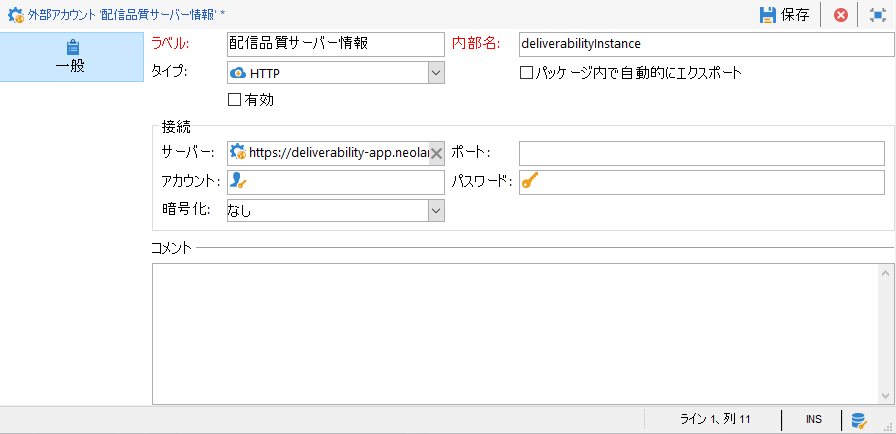 外部アカウント '配信品質サーバー情報' *
保存
一般
ラベル: 配信品質サーバー情報 内部名: deliverabilityInstance
タイプ: HTTP パッケージ内で自動的にエクスポート
有効
接続
サーバー: https://deliverability-app.neola ポート:
アカウント: パスワード:
暗号化: なし
コメント
ライン 1、列 11 INS